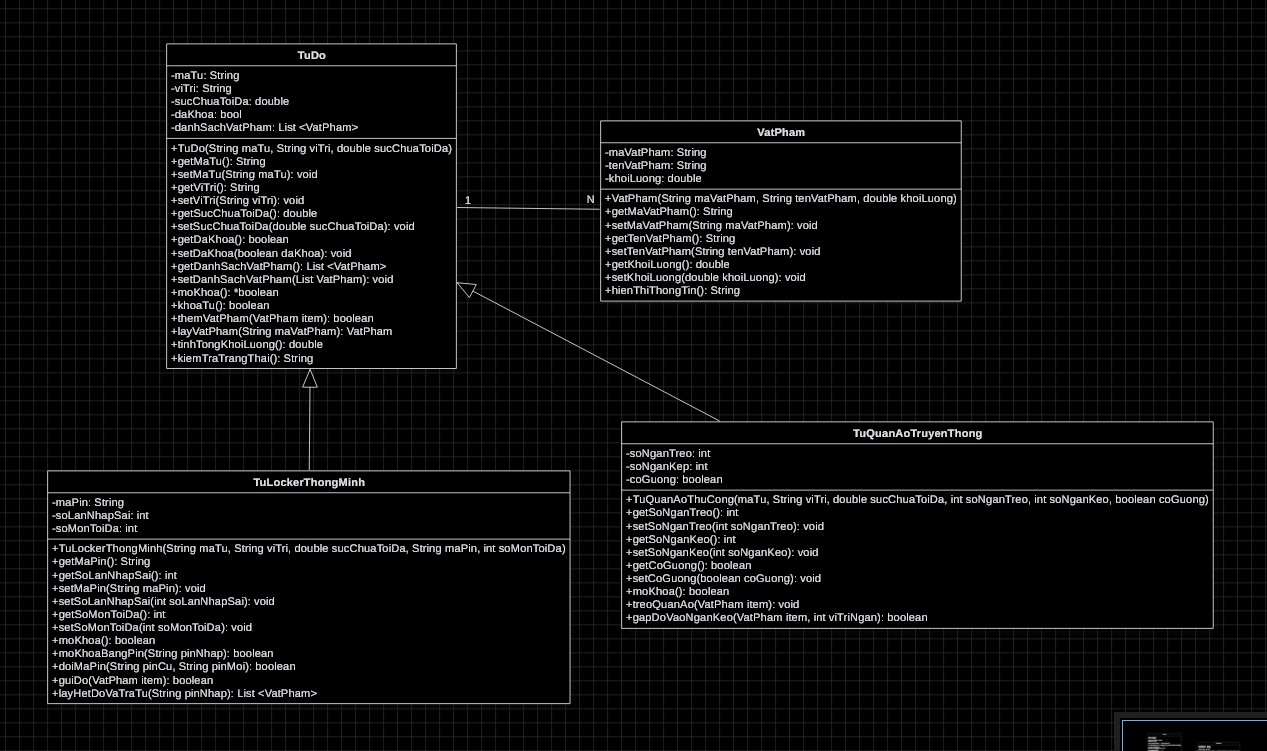 TuDo
-maTu: String
-viTri: String
-sucChuaToiDa: double
-daKhoa: bool
-danhSachVatPham: List <VatPham>
+TuDo(String maTu, String viTri, double sucChuaToiDa)
+getMaTu(): String
+setMaTu(String maTu): void
+getViTri(): String
+setViTri(String viTri): void
+getSucChuaToiDa(): double
+setSucChuaToiDa(double sucChuaToiDa): void
+getDaKhoa(): boolean
+setDaKhoa(boolean daKhoa): void
+getDanhSachVatPham(): List <VatPham>
+setDanhSachVatPham(List VatPham): void
+moKhoa(): *boolean
+khoaTu(): boolean
+themVatPham(VatPham item): boolean
+layVatPham(String maVatPham): VatPham
+tinhTongKhoiLuong(): double
+kiemTraTrangThai(): String
1
N
VatPham
-maVatPham: String
-tenVatPham: String
-khoiLuong: double
+VatPham(String maVatPham, String tenVatPham, double khoiLuong)
+getMaVatPham(): String
+setMaVatPham(String maVatPham): void
+getTenVatPham(): String
+setTenVatPham(String tenVatPham): void
+getKhoiLuong(): double
+setKhoiLuong(double khoiLuong): void
+hienThiThongTin(): String
TuLockerThongMinh
-maPin: String
-soLanNhapSai: int
-soMonToiDa: int
+TuLockerThongMinh(String maTu, String viTri, double sucChuaToiDa, String maPin, int soMonToiDa)
+getMaPin(): String
+getSoLanNhapSai(): int
+setMaPin(String maPin): void
+setSoLanNhapSai(int soLanNhapSai): void
+getSoMonToiDa(): int
+setSoMonToiDa(int soMonToiDa): void
+moKhoa(): boolean
+moKhoaBangPin(String pinNhap): boolean
+doiMaPin(String pinCu, String pinMoi): boolean
+guiDo(VatPham item): boolean
+layHetDoVaTraTu(String pinNhap): List <VatPham>
TuQuanAoTruyenThong
-soNganTreo: int
-soNganKep: int
-coGuong: boolean
+TuQuanAoThuCong(maTu, String viTri, double sucChuaToiDa, int soNganTreo, int soNganKeo, boolean coGuong)
+getSoNganTreo(): int
+setSoNganTreo(int soNganTreo): void
+getSoNganKeo(): int
+setSoNganKeo(int soNganKeo): void
+getCoGuong(): boolean
+setCoGuong(boolean coGuong): void
+moKhoa(): boolean
+treoQuanAo(VatPham item): void
+gapDoVaoNganKeo(VatPham item, int viTriNgan): boolean